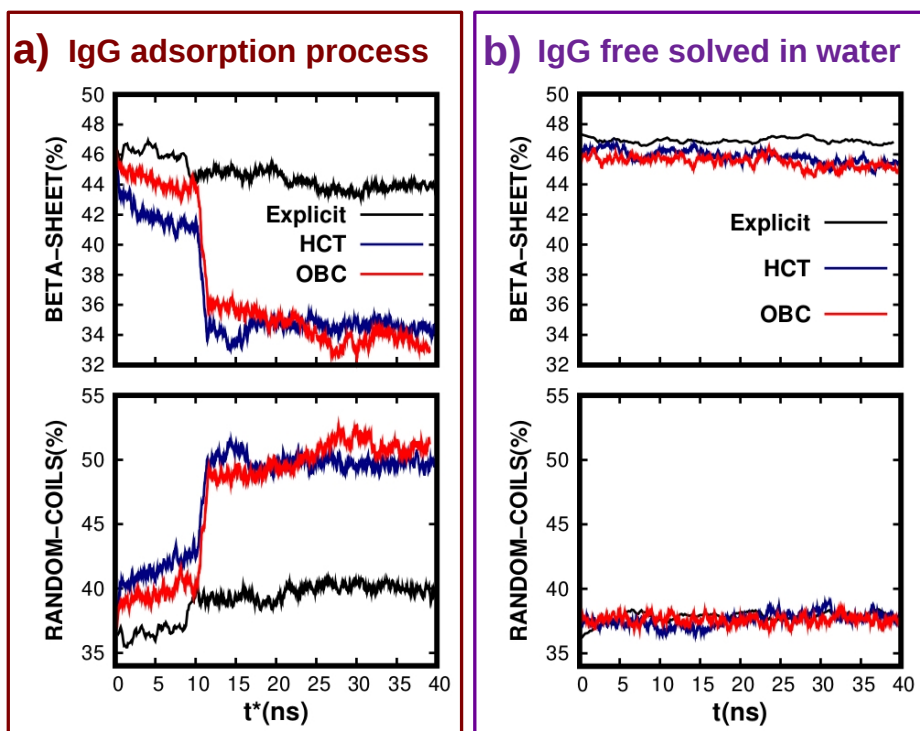 a) IgG adsorption process
50
48
46
44
42
40
36
34
32
BETA-SHEET(%)
Explicit
HCT
OBC
55
50
45
40
35
RANDOM-COILS(%)
0 5 10 15 20 25 30 35 40
t*(ns)
b) IgG free solved in water
50
48
46
44
42
40
36
34
32
BETA-SHEET(%)
Explicit
HCT
OBC
55
50
45
40
35
RANDOM-COILS(%)
0 5 10 15 20 25 30 35 40
t(ns)